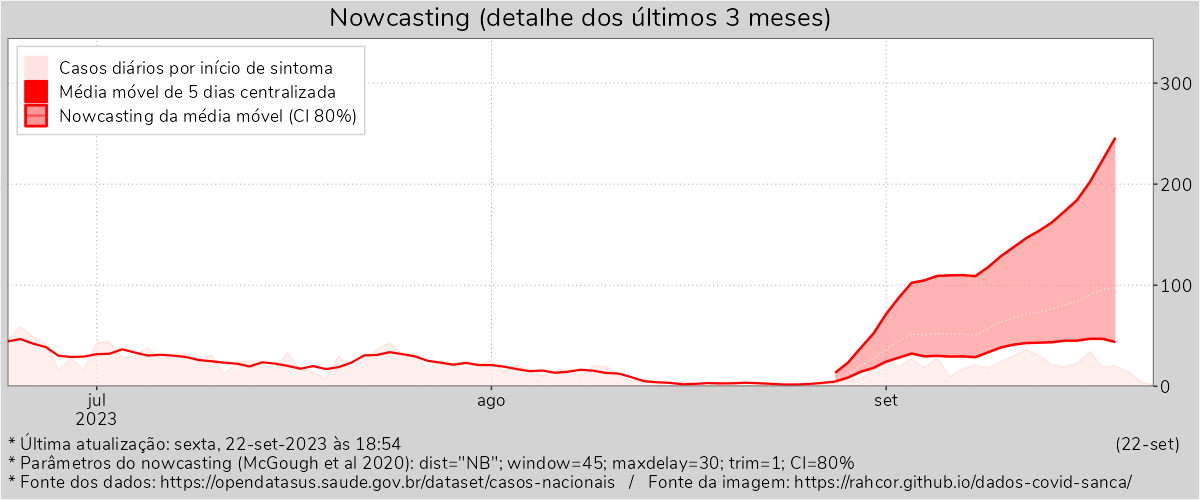 Nowcasting (detalhe dos últimos 3 meses)
Casos diários por início de sintoma
Média móvel de 5 dias centralizada
Nowcasting da média móvel (CI 80%)
300
200
100
0
jul
2023
ago
set
* Última atualização: sexta, 22-set-2023 às 18:54
(22-set)
* Parâmetros do nowcasting (McGough et al 2020): dist="NB"; window=45; maxdelay=30; trim=1; CI=80%
* Fonte dos dados: https://opendatasus.saude.gov.br/dataset/casos-nacionais / Fonte da imagem: https://rahcor.github.io/dados-covid-sanca/